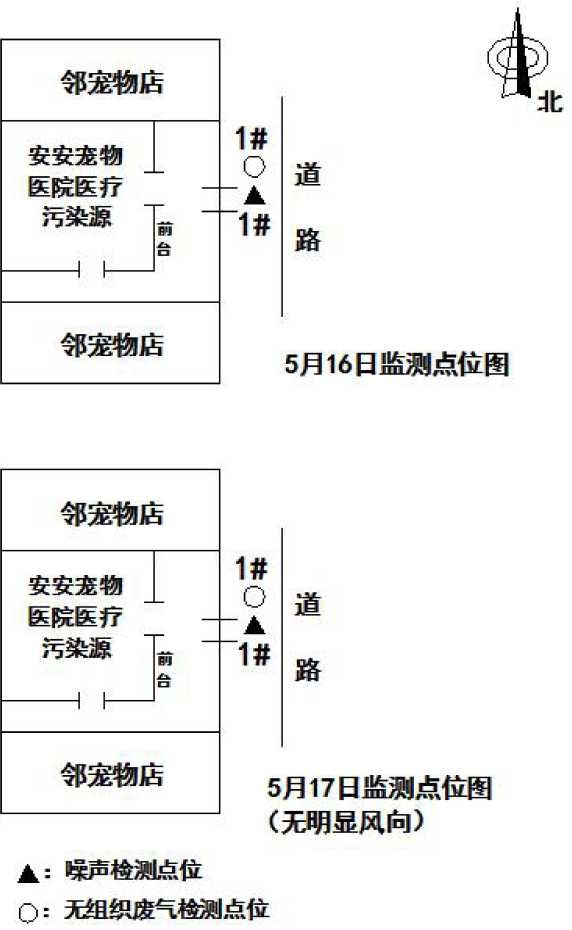 北
邻宠物店
安安宠物
医院医疗
污染源
前
台
1#
1#
道
路
邻宠物店
5月16日监测点位图
邻宠物店
安安宠物
医院医疗
污染源
前
台
1#
1#
道
路
邻宠物店
5月17日监测点位图
（无明显风向）
▲：噪声检测点位
○：无组织废气检测点位